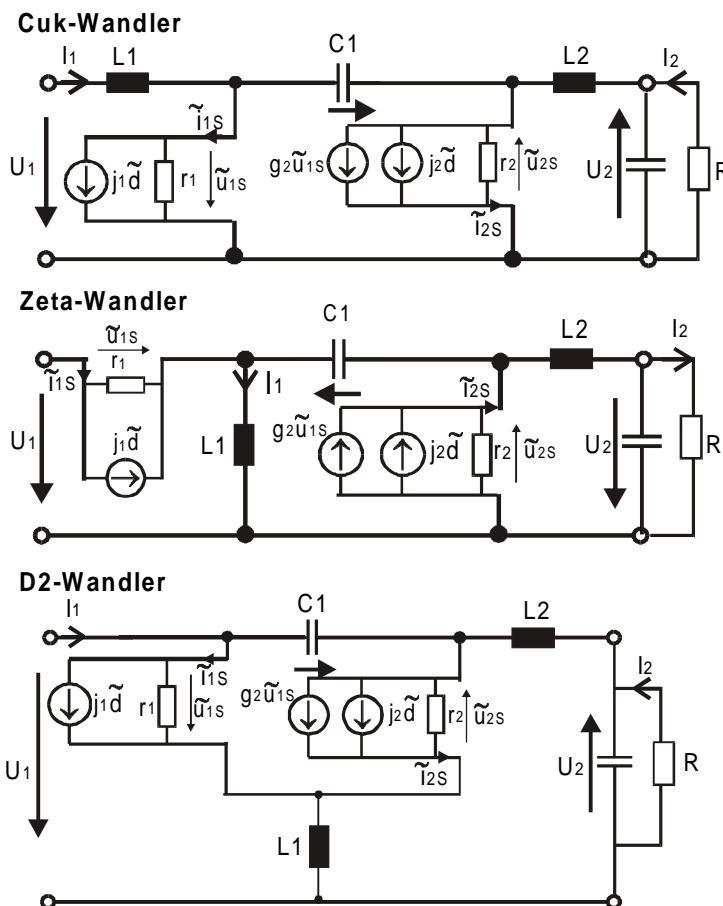 Cuk-Wandler
I1 L1 C1 L2 I2
ĩ1S
U1 j1d̃ r1 ũ1S g2ũ1S j2d̃ r2 ũ2S U2 R
ĩ2S
Zeta-Wandler
ũ1S C1 L2 I2
r1
ĩ1S I1 ĩ2S
U1 j1d̃ L1 g2ũ1S j2d̃ r2 ũ2S U2 R
D2-Wandler
I1 C1 L2
ĩ1S I2
U1 j1d̃ r1 ũ1S g2ũ1S j2d̃ r2 ũ2S U2 R
ĩ2S
L1